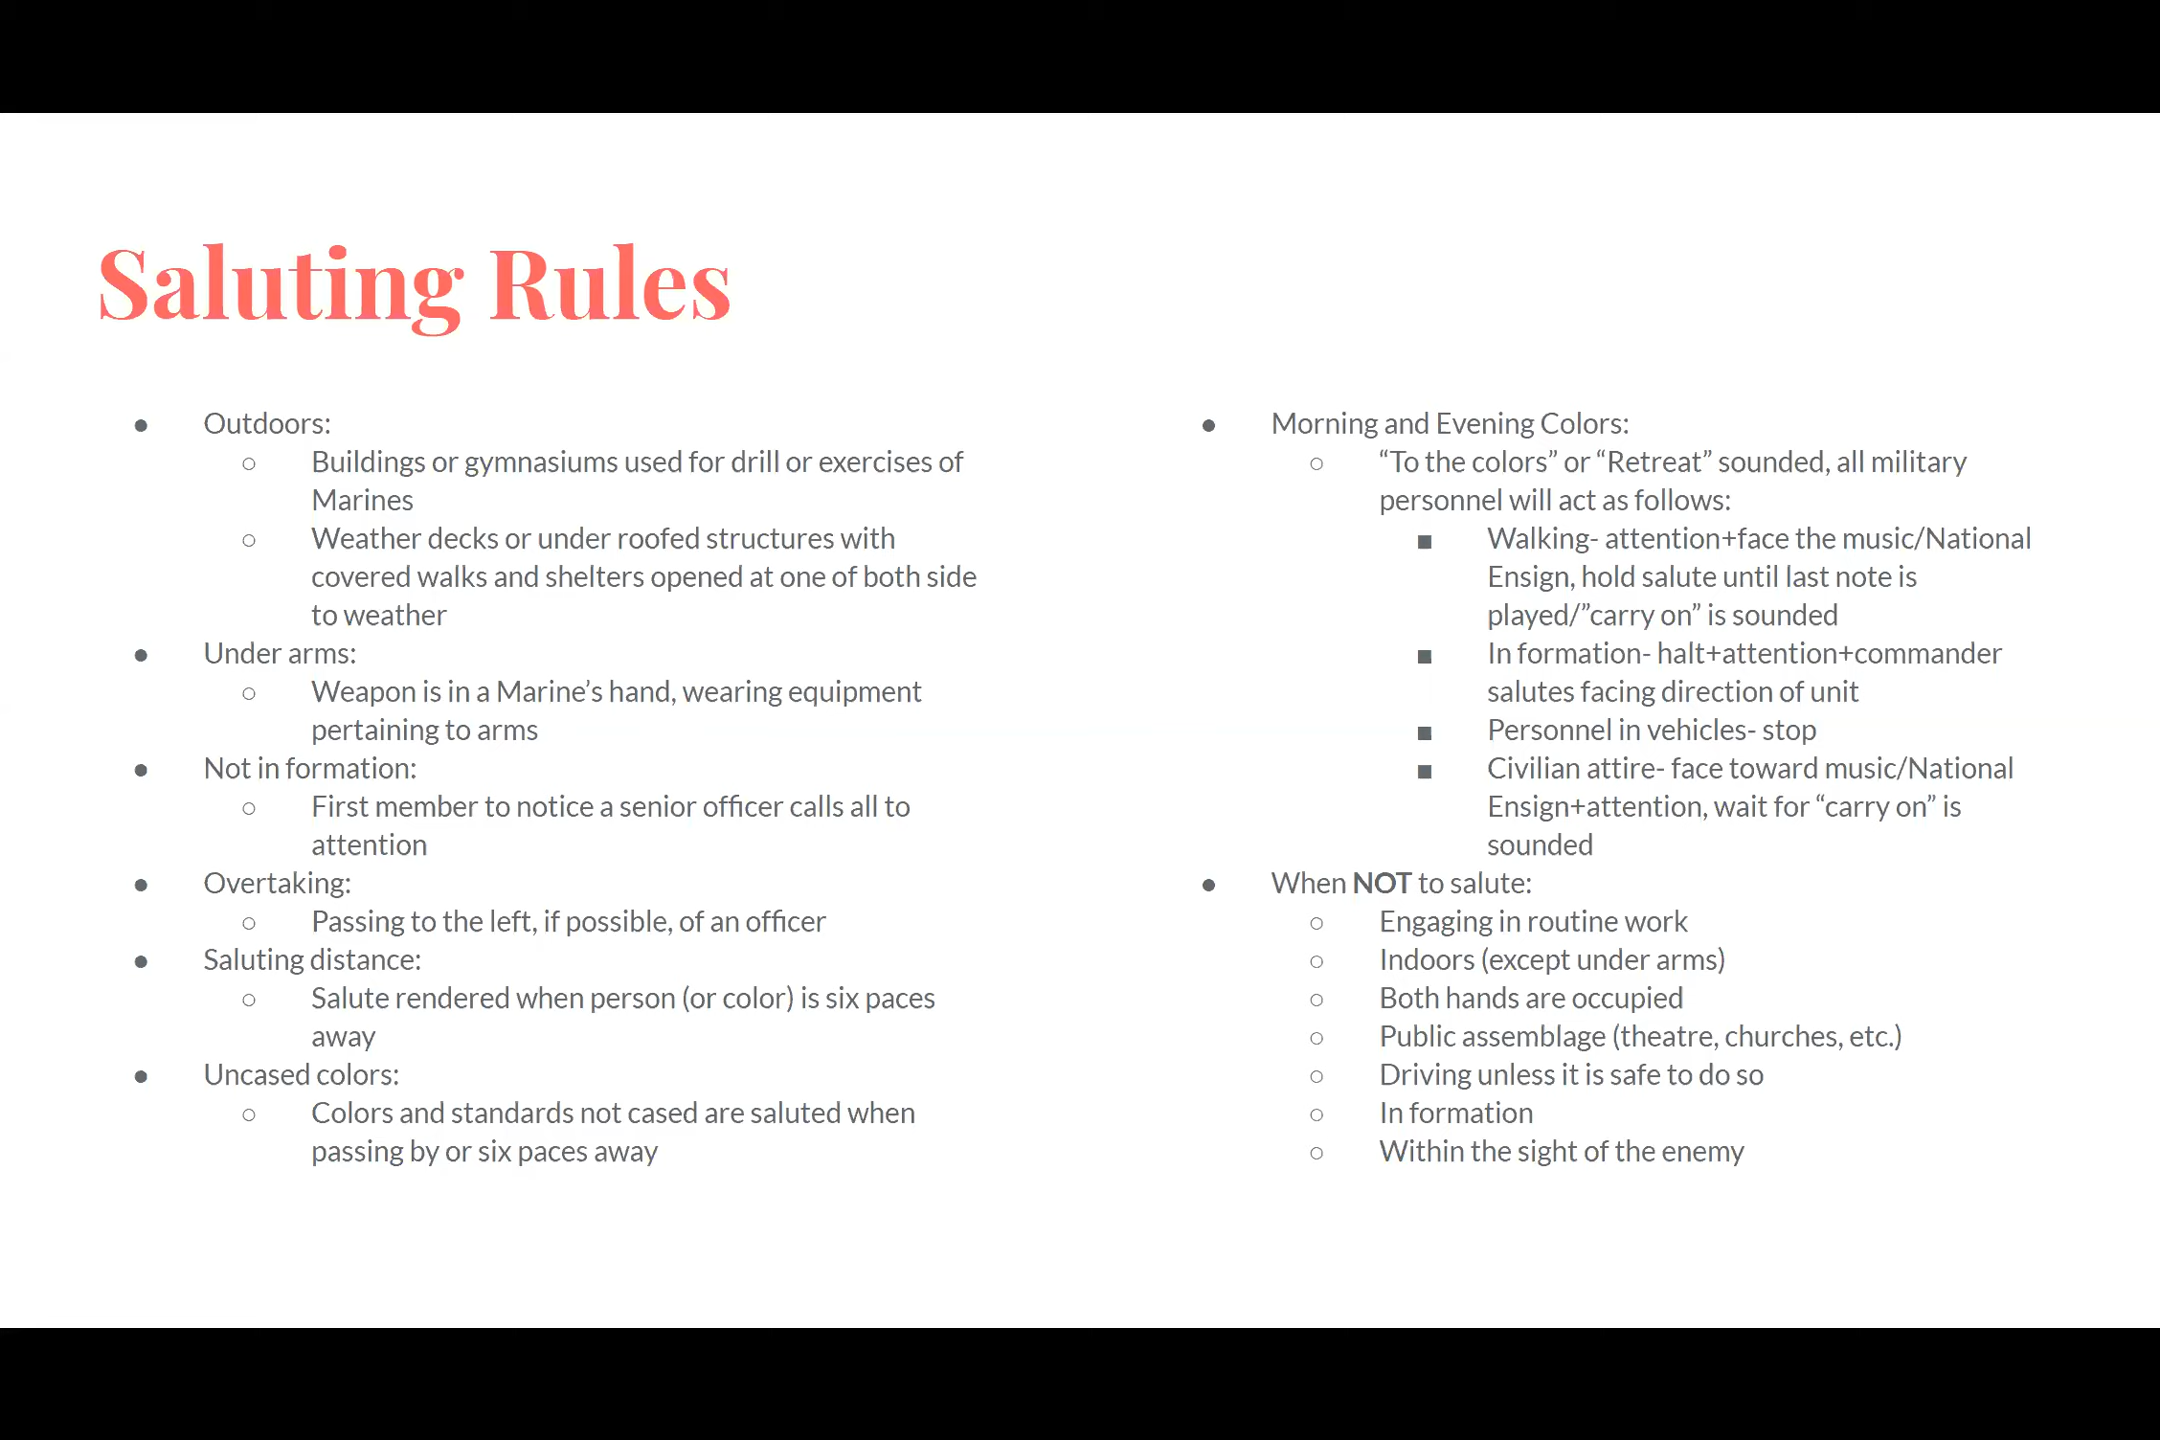 Saluting Rules
● Outdoors:
○ Buildings or gymnasiums used for drill or exercises of
Marines
○ Weather decks or under roofed structures with
covered walks and shelters opened at one of both side
to weather
● Under arms:
○ Weapon is in a Marine’s hand, wearing equipment
pertaining to arms
● Not in formation:
○ First member to notice a senior officer calls all to
attention
● Overtaking:
○ Passing to the left, if possible, of an officer
● Saluting distance:
○ Salute rendered when person (or color) is six paces
away
● Uncased colors:
○ Colors and standards not cased are saluted when
passing by or six paces away
● Morning and Evening Colors:
○ “To the colors” or “Retreat” sounded, all military
personnel will act as follows:
■ Walking- attention+face the music/National
Ensign, hold salute until last note is
played/”carry on” is sounded
■ In formation- halt+attention+commander
salutes facing direction of unit
■ Personnel in vehicles- stop
■ Civilian attire- face toward music/National
Ensign+attention, wait for “carry on” is
sounded
● When NOT to salute:
○ Engaging in routine work
○ Indoors (except under arms)
○ Both hands are occupied
○ Public assemblage (theatre, churches, etc.)
○ Driving unless it is safe to do so
○ In formation
○ Within the sight of the enemy